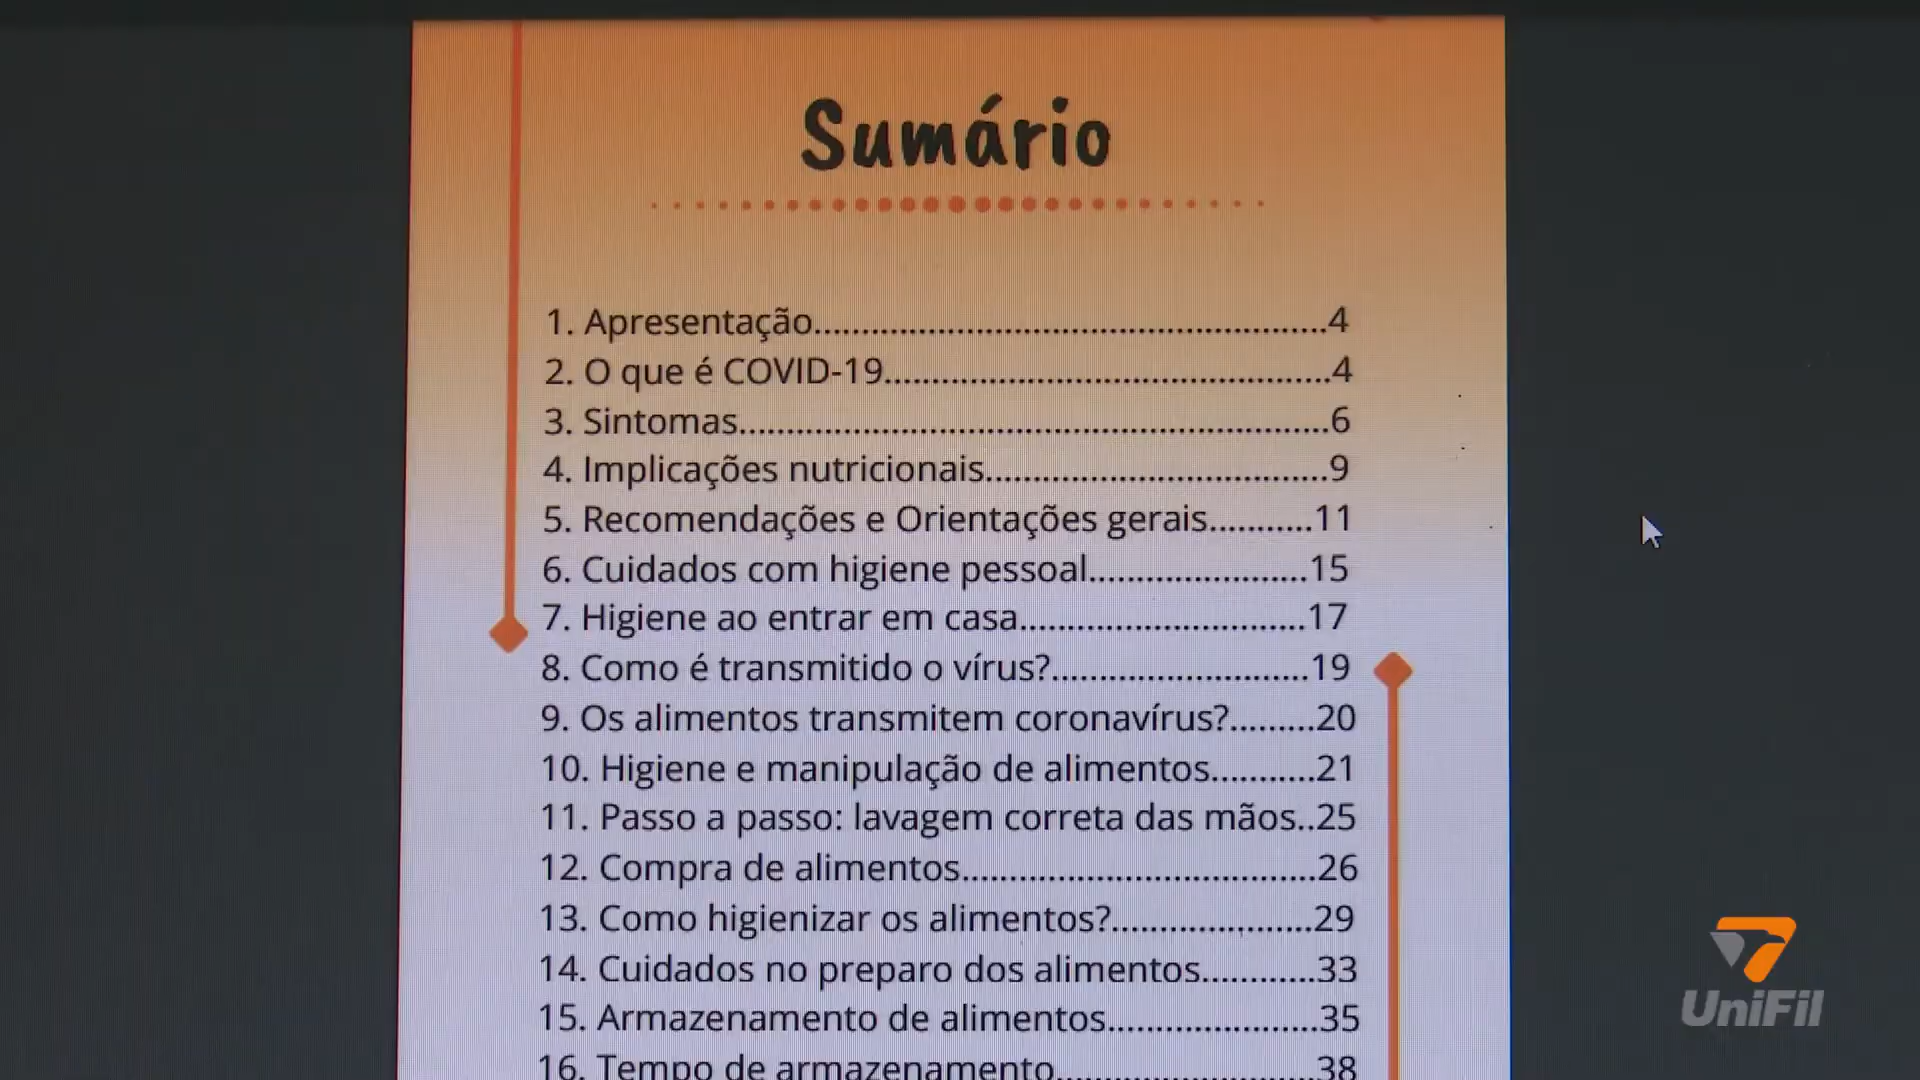 Sumário
1. Apresentação......................................................4
2. O que é COVID-19...............................................4
3. Sintomas..............................................................6
4. Implicações nutricionais....................................9
5. Recomendações e Orientações gerais...........11
6. Cuidados com higiene pessoal.......................15
7. Higiene ao entrar em casa..............................17
8. Como é transmitido o vírus?...........................19
9. Os alimentos transmitem coronavírus?.........20
10. Higiene e manipulação de alimentos...........21
11. Passo a passo: lavagem correta das mãos..25
12. Compra de alimentos.....................................26
13. Como higienizar os alimentos?.....................29
14. Cuidados no preparo dos alimentos............33
15. Armazenamento de alimentos......................35
16. Tempo de armazenamento...........................38
UniFil